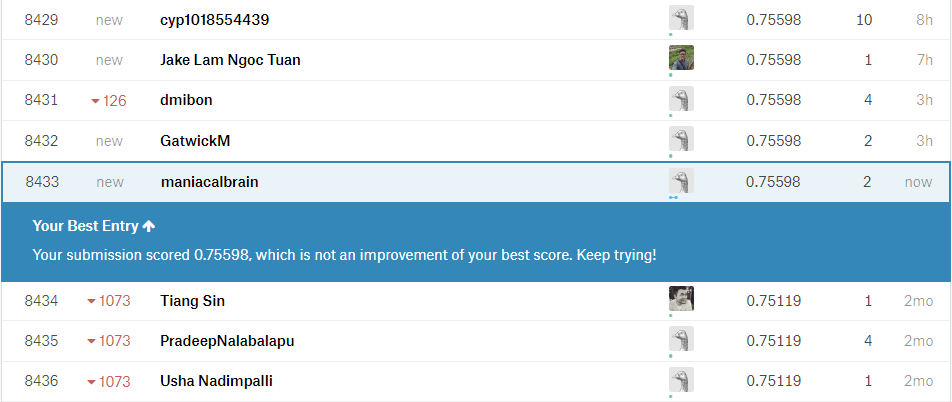 8429 new cyp1018554439 0.75598 10 8h
8430 new Jake Lam Ngoc Tuan 0.75598 1 7h
8431 126 dmibon 0.75598 4 3h
8432 new GatwickM 0.75598 2 3h
8433 new maniacalbrain 0.75598 2 now
Your Best Entry
Your submission scored 0.75598, which is not an improvement of your best score. Keep trying!
8434 1073 Tiang Sin 0.75119 1 2mo
8435 1073 PradeepNalabalapu 0.75119 4 2mo
8436 1073 Usha Nadimpalli 0.75119 1 2mo